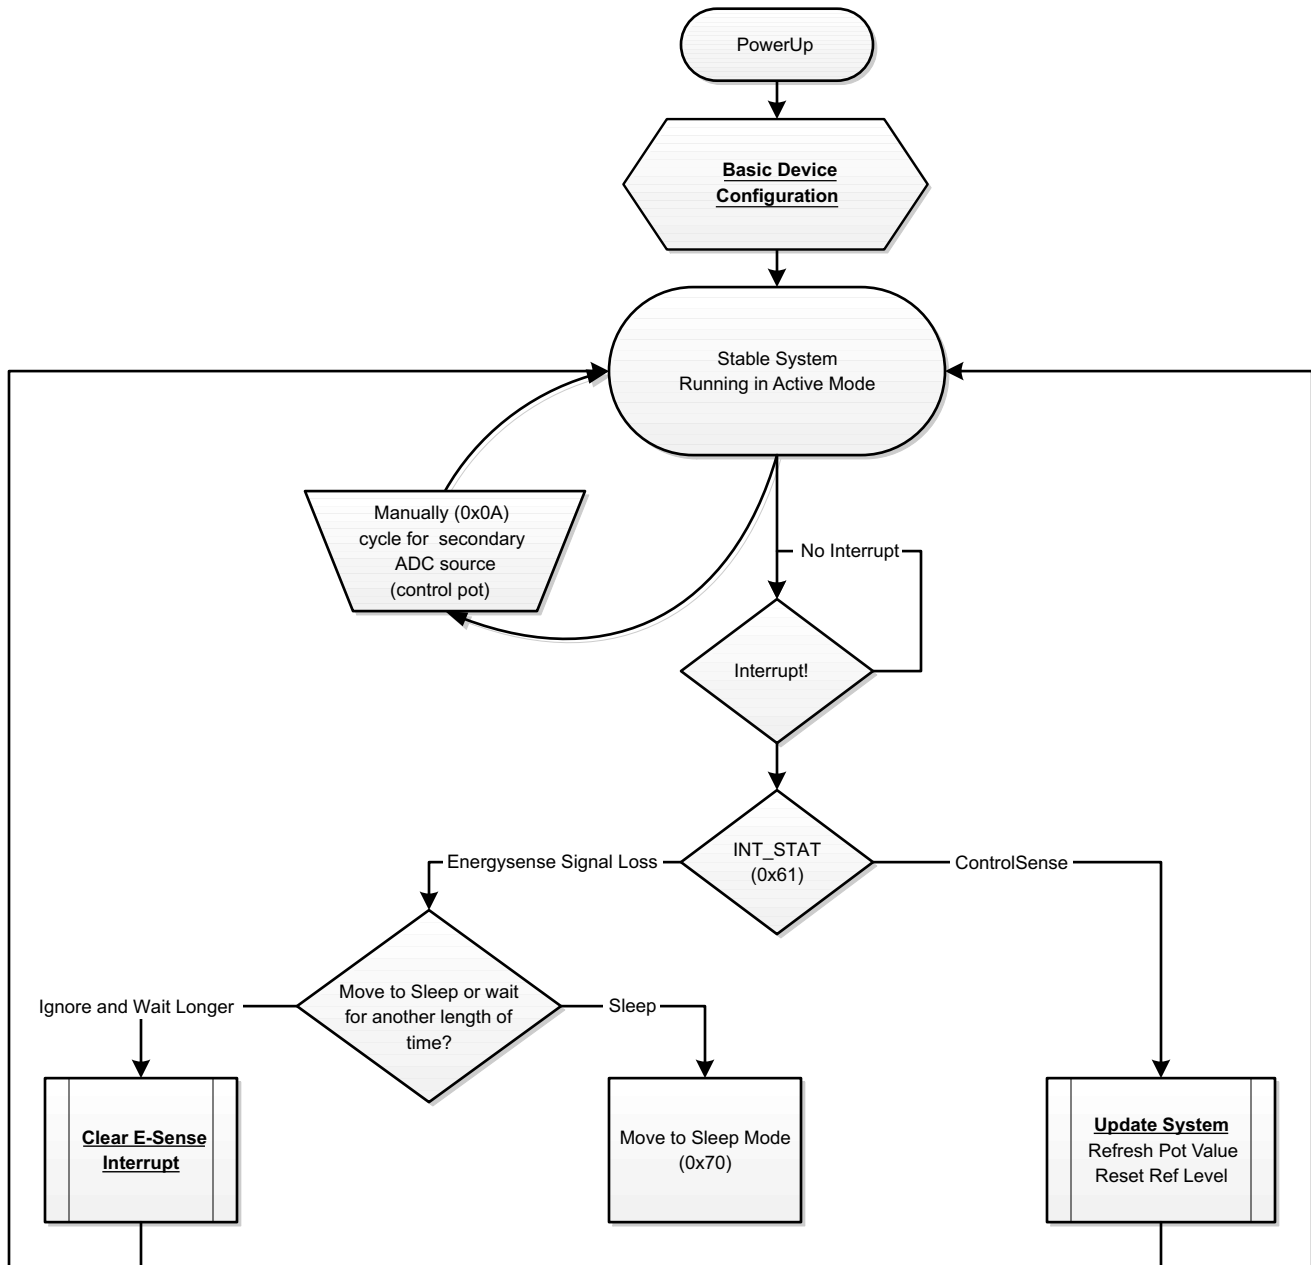 PowerUp
Basic Device
Configuration
Stable System
Running in Active Mode
Manually (0x0A)
cycle for secondary
ADC source
(control pot)
No Interrupt
Interrupt!
INT_STAT
(0x61)
Energysense Signal Loss
ControlSense
Move to Sleep or wait
for another length of
time?
Ignore and Wait Longer
Sleep
Clear E-Sense
Interrupt
Move to Sleep Mode
(0x70)
Update System
Refresh Pot Value
Reset Ref Level